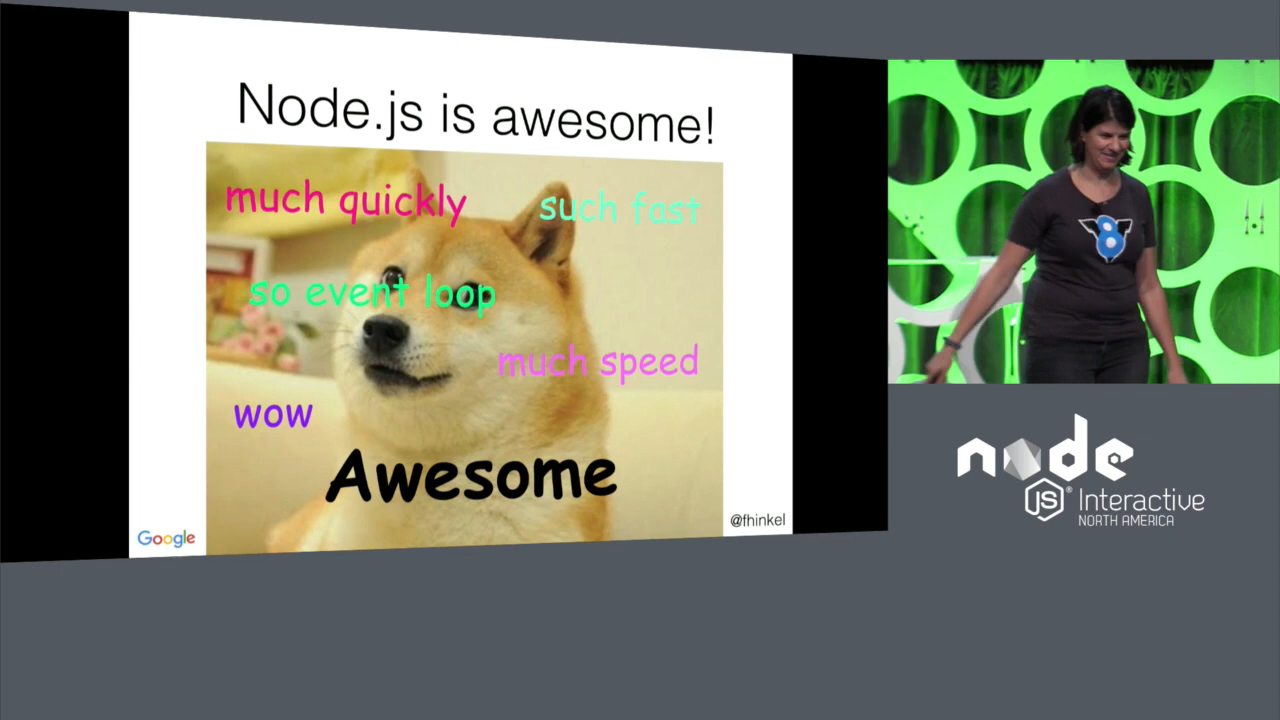 Node.js is awesome!
much quickly
such fast
so event loop
much speed
wow
Awesome
Google
@fhinkel
8
node
JS® Interactive
NORTH AMERICA